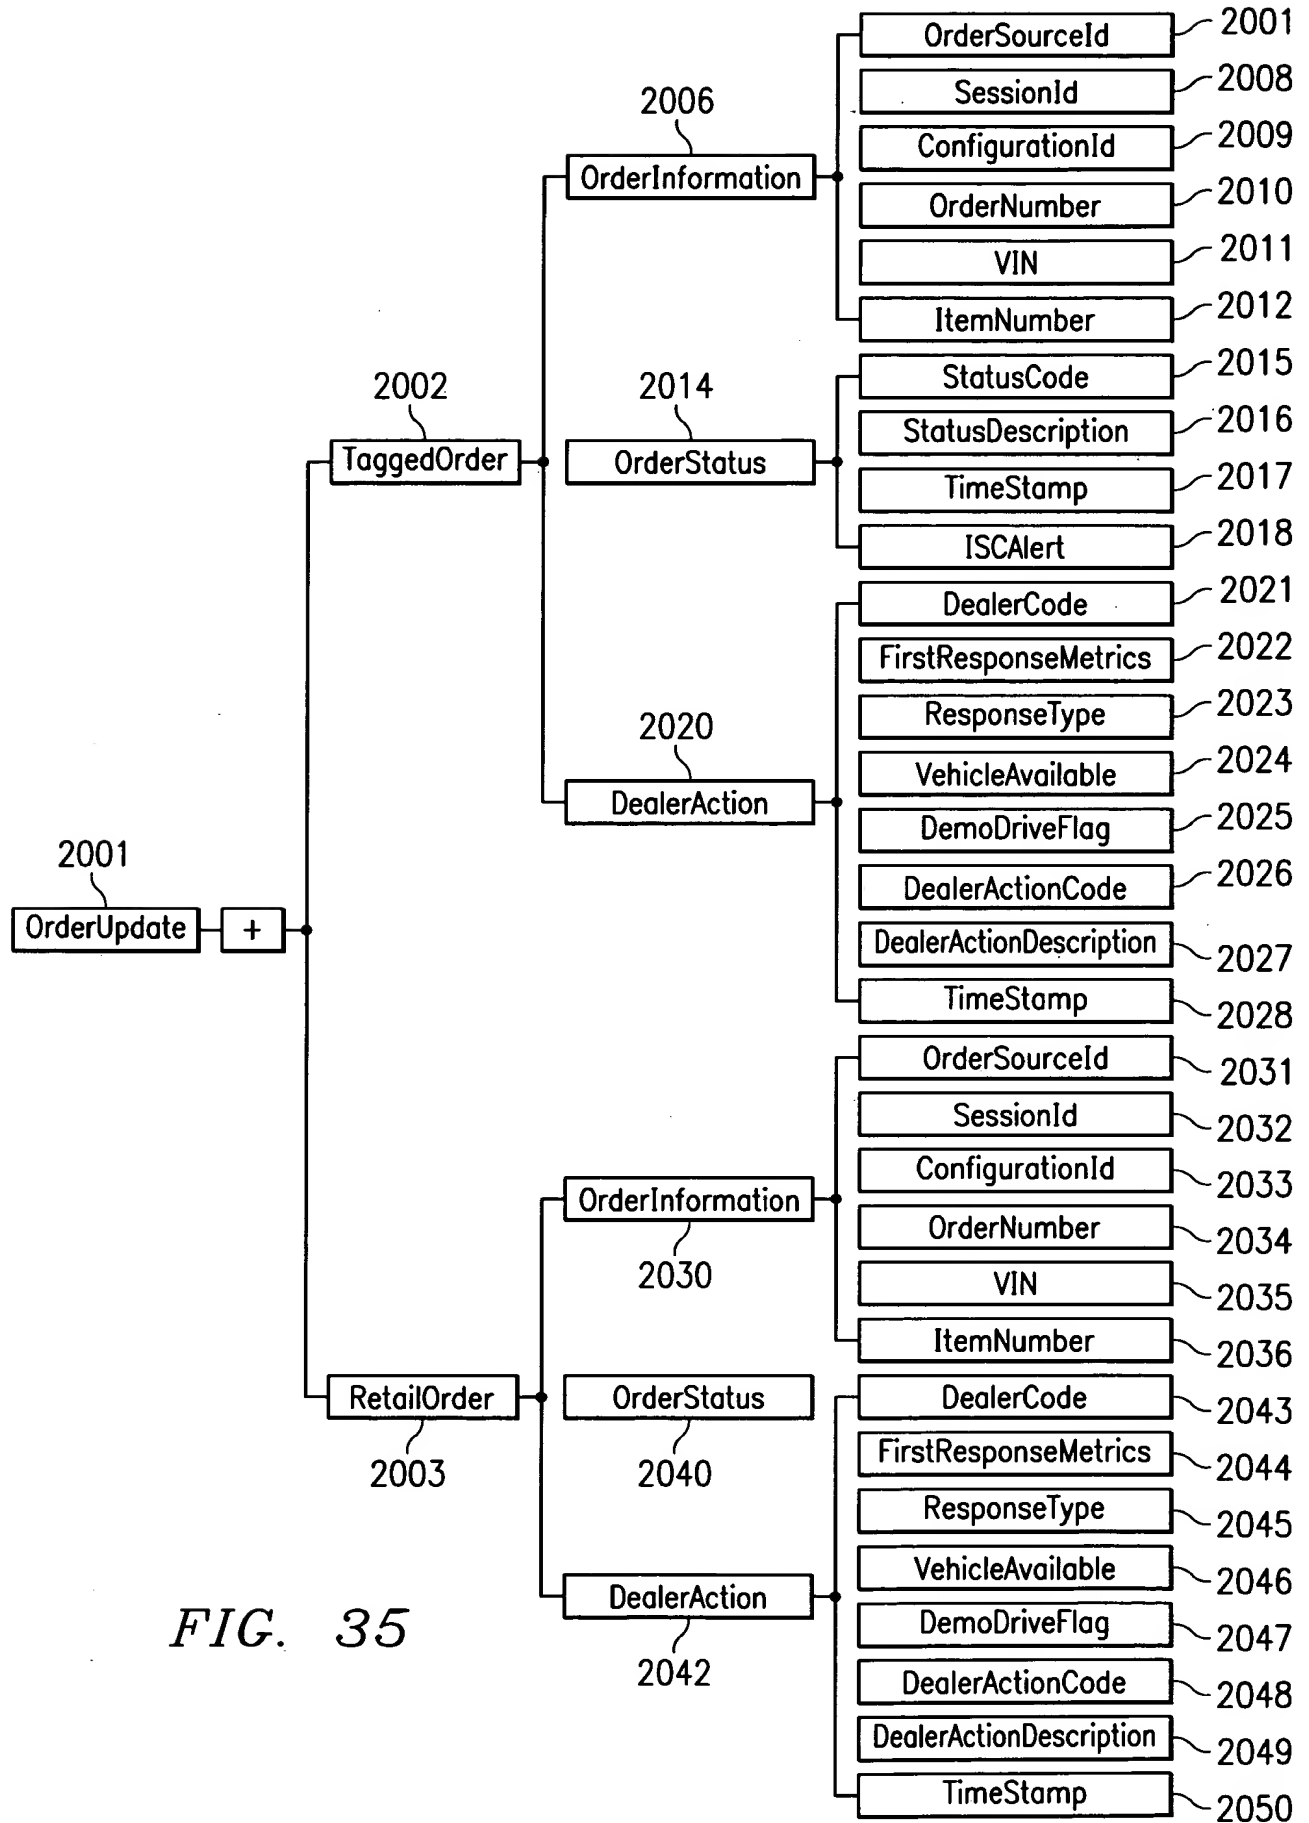 OrderSourceId 2001
SessionId 2008
2006
ConfigurationId 2009
OrderInformation
OrderNumber 2010
VIN 2011
ItemNumber 2012
2002
2014
StatusCode 2015
StatusDescription 2016
TaggedOrder
OrderStatus
TimeStamp 2017
ISCAlert 2018
DealerCode 2021
FirstResponseMetrics 2022
2020
ResponseType 2023
VehicleAvailable 2024
DealerAction
DemoDriveFlag 2025
2001
DealerActionCode 2026
OrderUpdate +
DealerActionDescription 2027
TimeStamp 2028
OrderSourceId 2031
SessionId 2032
ConfigurationId 2033
OrderInformation
2030
OrderNumber 2034
VIN 2035
ItemNumber 2036
RetailOrder
2003
OrderStatus
2040
DealerCode 2043
FirstResponseMetrics 2044
ResponseType 2045
VehicleAvailable 2046
DealerAction
2042
DemoDriveFlag 2047
DealerActionCode 2048
DealerActionDescription 2049
TimeStamp 2050
FIG. 35